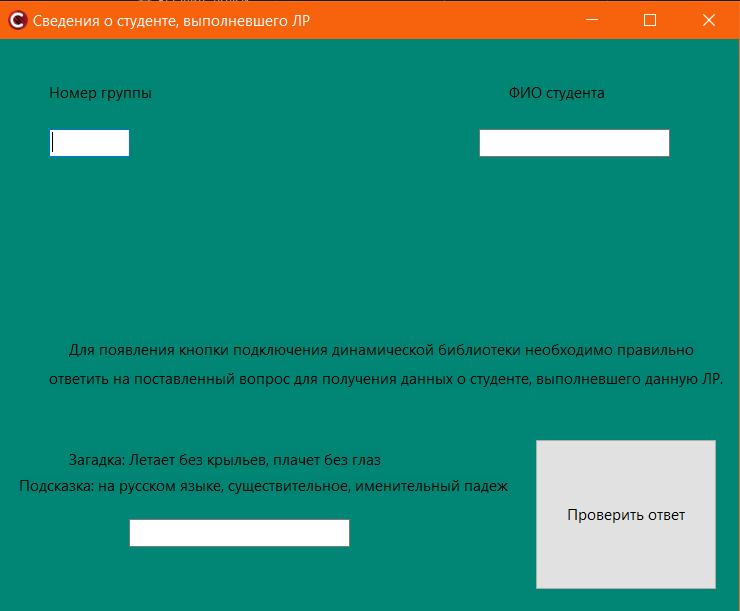 Сведения о студенте, выполневшего ЛР
Номер группы
ФИО студента
Для появления кнопки подключения динамической библиотеки необходимо правильно
ответить на поставленный вопрос для получения данных о студенте, выполневшего данную ЛР.
Загадка: Летает без крыльев, плачет без глаз
Подсказка: на русском языке, существительное, именительный падеж
Проверить ответ